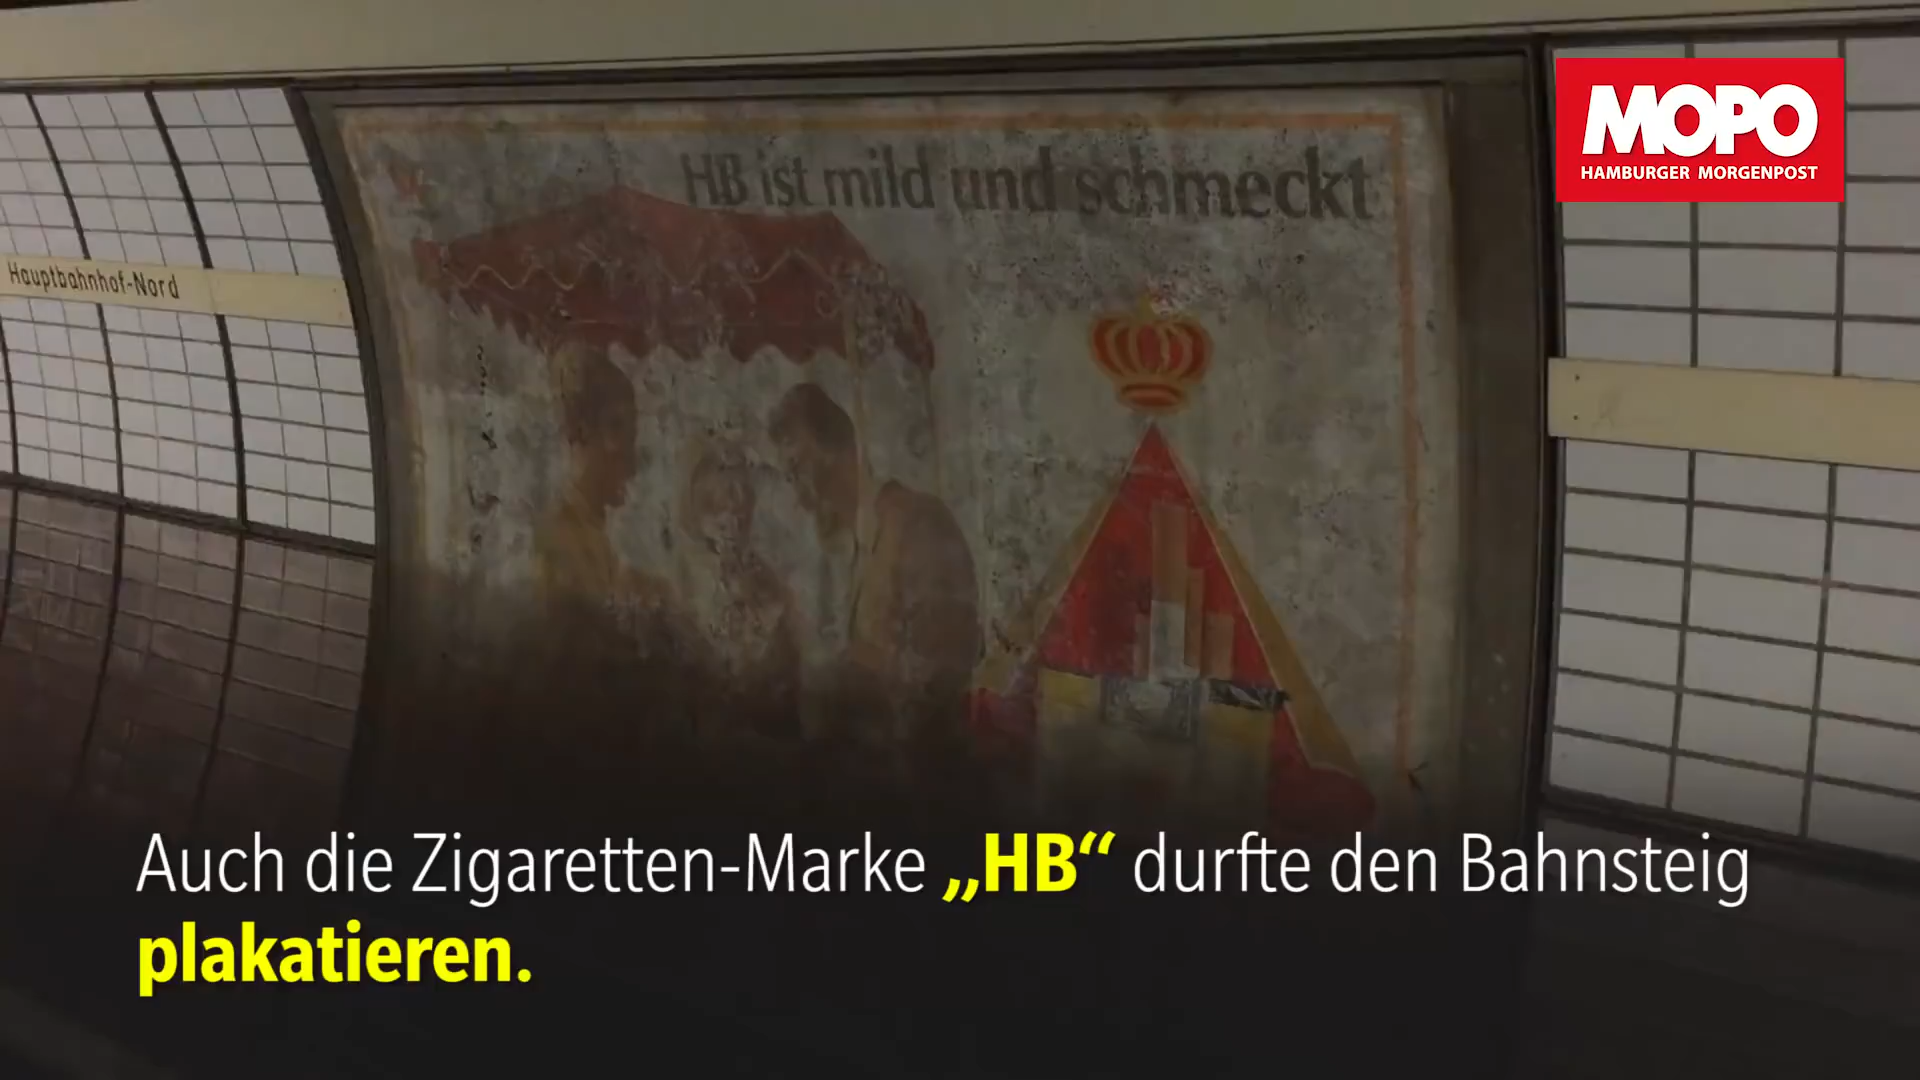 MOPO
HAMBURGER MORGENPOST
HB ist mild und schmeckt
Hauptbahnhof-Nord
Auch die Zigaretten-Marke „HB“ durfte den Bahnsteig
plakatieren.